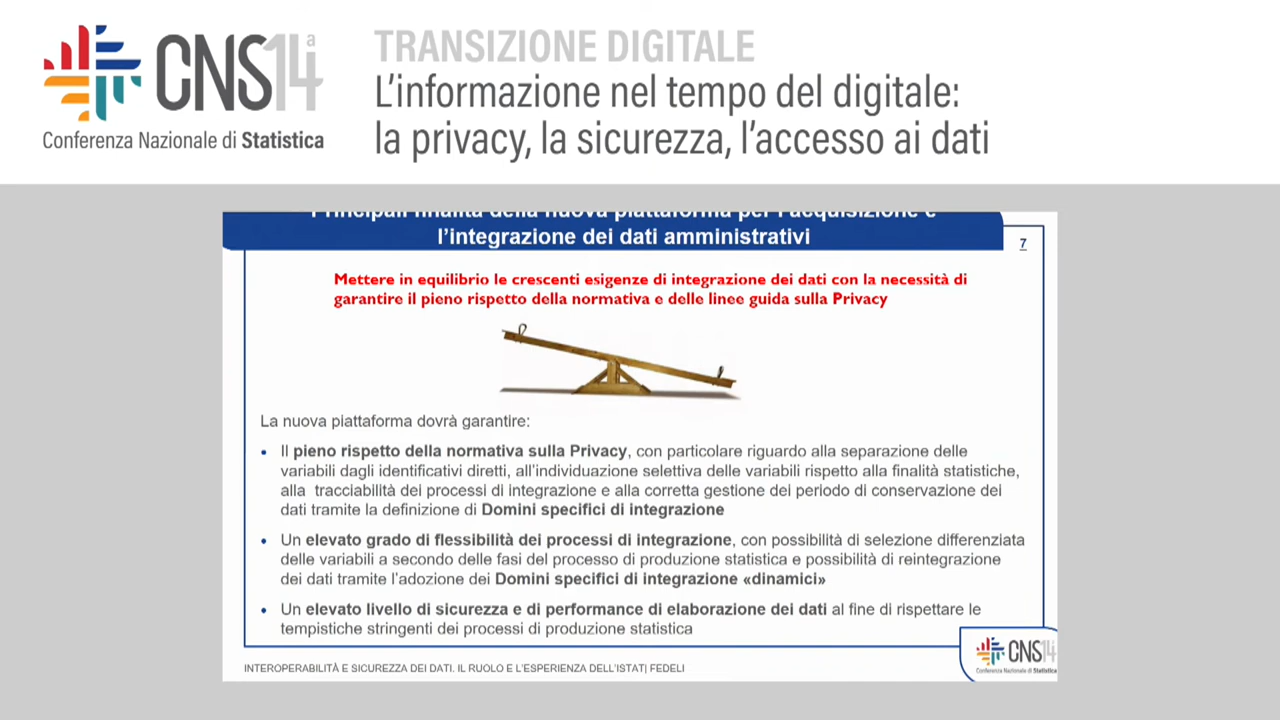 CNS14a
Conferenza Nazionale di Statistica
TRANSIZIONE DIGITALE
L'informazione nel tempo del digitale:
la privacy, la sicurezza, l'accesso ai dati
Principali finalità della nuova piattaforma per l'acquisizione e
l'integrazione dei dati amministrativi
7
Mettere in equilibrio le crescenti esigenze di integrazione dei dati con la necessità di
garantire il pieno rispetto della normativa e delle linee guida sulla Privacy
La nuova piattaforma dovrà garantire:
• Il pieno rispetto della normativa sulla Privacy, con particolare riguardo alla separazione delle
variabili dagli identificativi diretti, all'individuazione selettiva delle variabili rispetto alla finalità statistiche,
alla tracciabilità dei processi di integrazione e alla corretta gestione dei periodo di conservazione dei
dati tramite la definizione di Domini specifici di integrazione
• Un elevato grado di flessibilità dei processi di integrazione, con possibilità di selezione differenziata
delle variabili a secondo delle fasi del processo di produzione statistica e possibilità di reintegrazione
dei dati tramite l'adozione dei Domini specifici di integrazione «dinamici»
• Un elevato livello di sicurezza e di performance di elaborazione dei dati al fine di rispettare le
tempistiche stringenti dei processi di produzione statistica
INTEROPERABILITÀ E SICUREZZA DEI DATI. IL RUOLO E L'ESPERIENZA DELL'ISTAT| FEDELI
CNS14
Conferenza Nazionale di Statistica